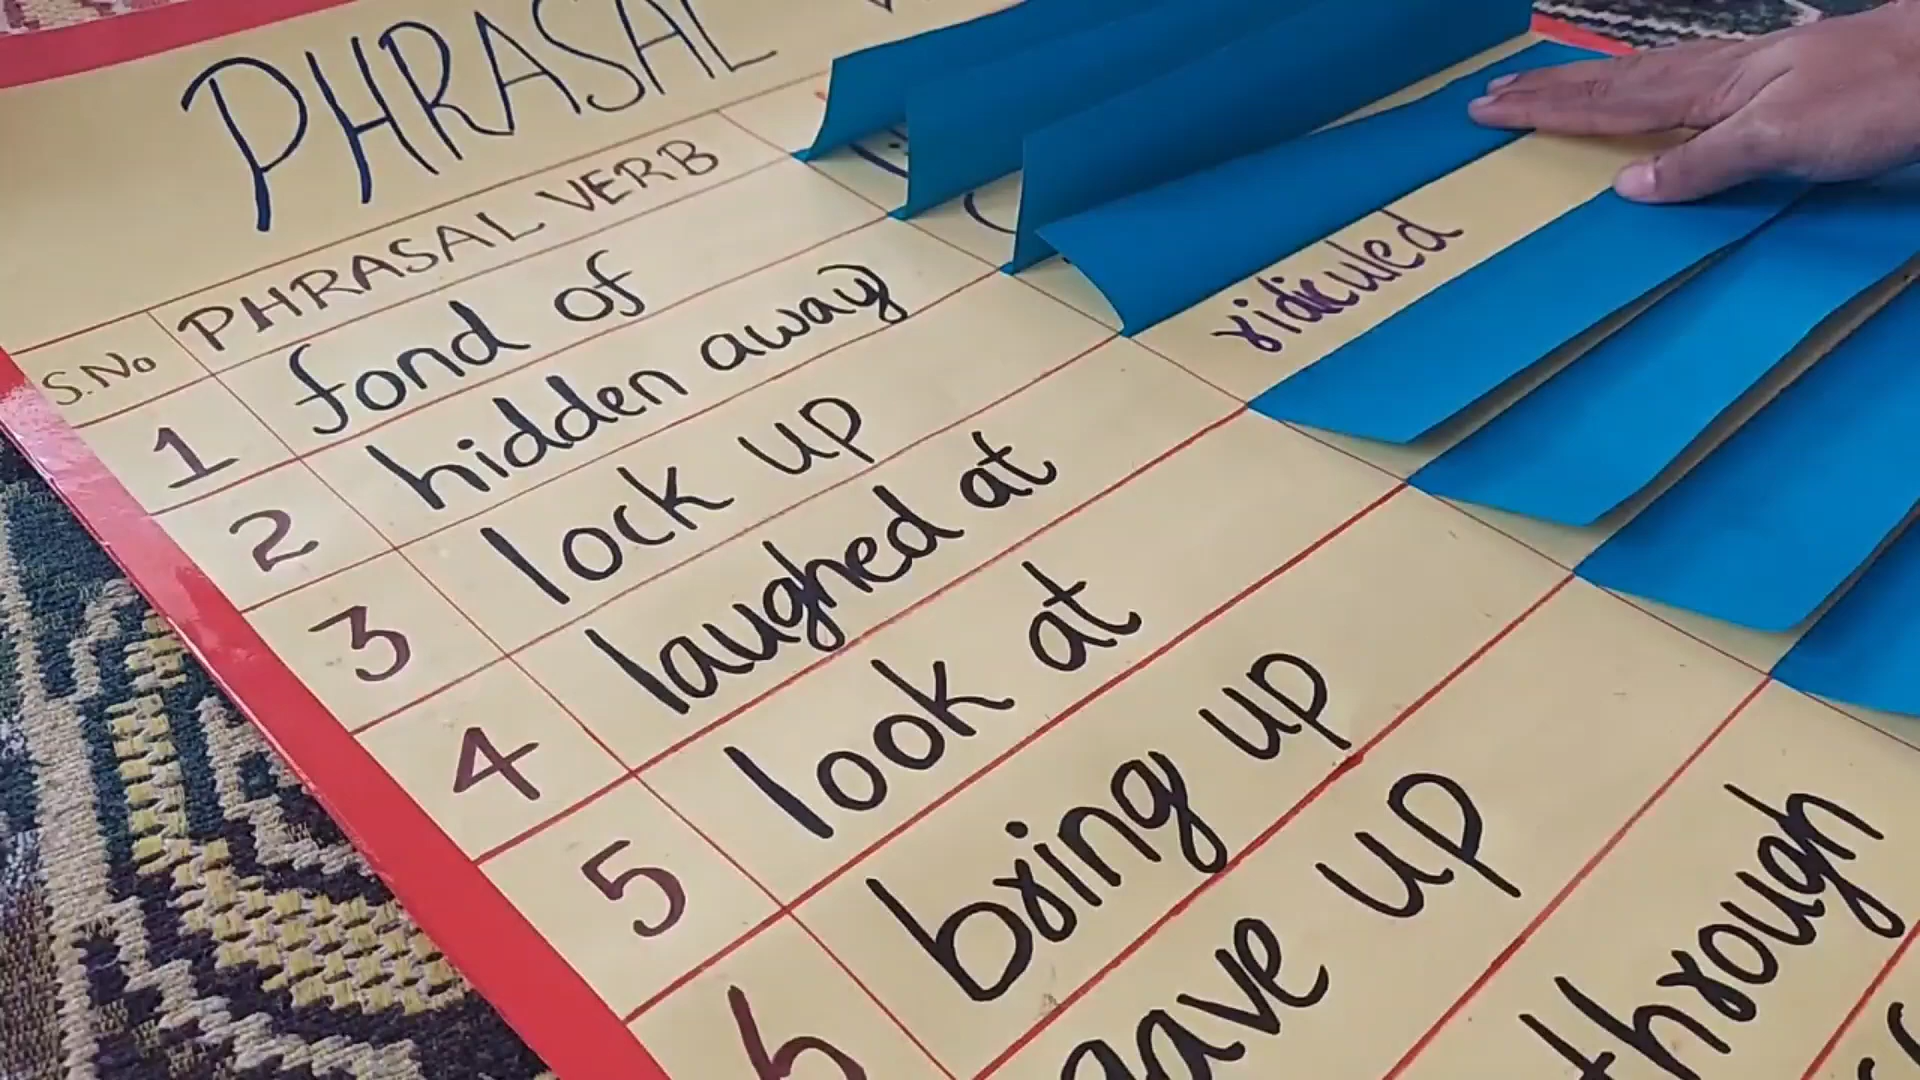 PHRASAL
S.No PHRASAL VERB
1 fond of
2 hidden away
3 lock up
4 laughed at ridiculed
5 look at
6 bring up
gave up
through